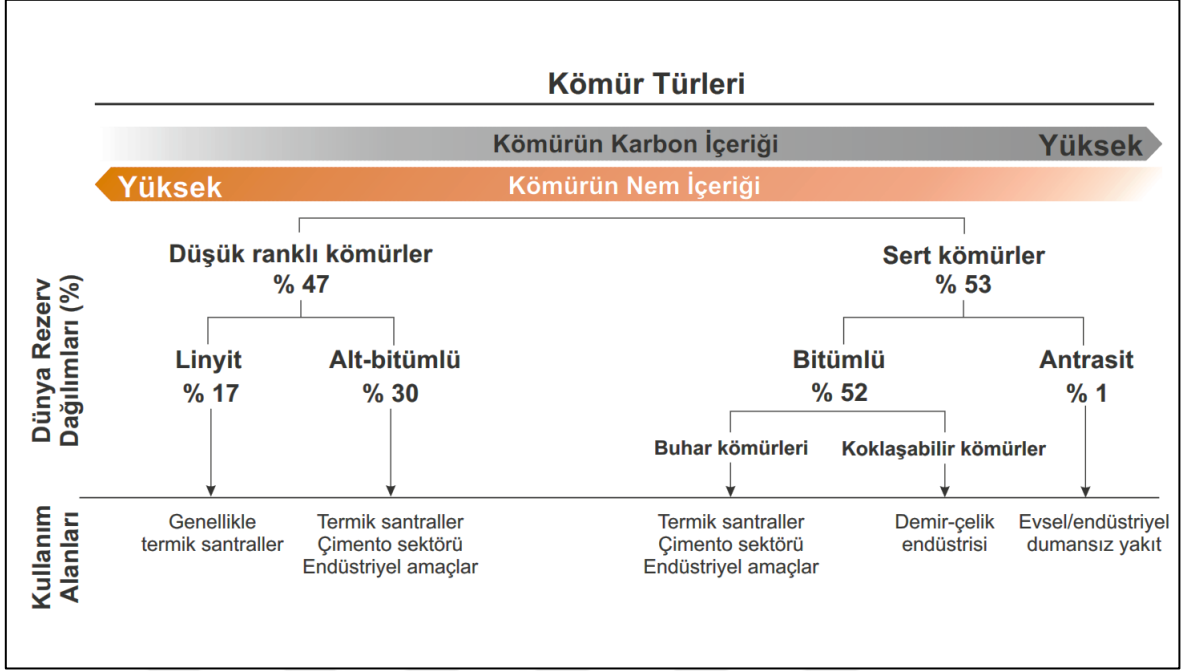 Kömür Türleri
Kömürün Karbon İçeriği
Yüksek
Yüksek
Kömürün Nem İçeriği
Dünya Rezerv
Dağılımları (%)
Düşük ranklı kömürler
% 47
Sert kömürler
% 53
Linyit
% 17
Alt-bitümlü
% 30
Bitümlü
% 52
Antrasit
% 1
Buhar kömürleri
Koklaşabilir kömürler
Kullanım
Alanları
Genellikle
termik santraller
Termik santraller
Çimento sektörü
Endüstriyel amaçlar
Termik santraller
Çimento sektörü
Endüstriyel amaçlar
Demir-çelik
endüstrisi
Evsel/endüstriyel
dumansız yakıt